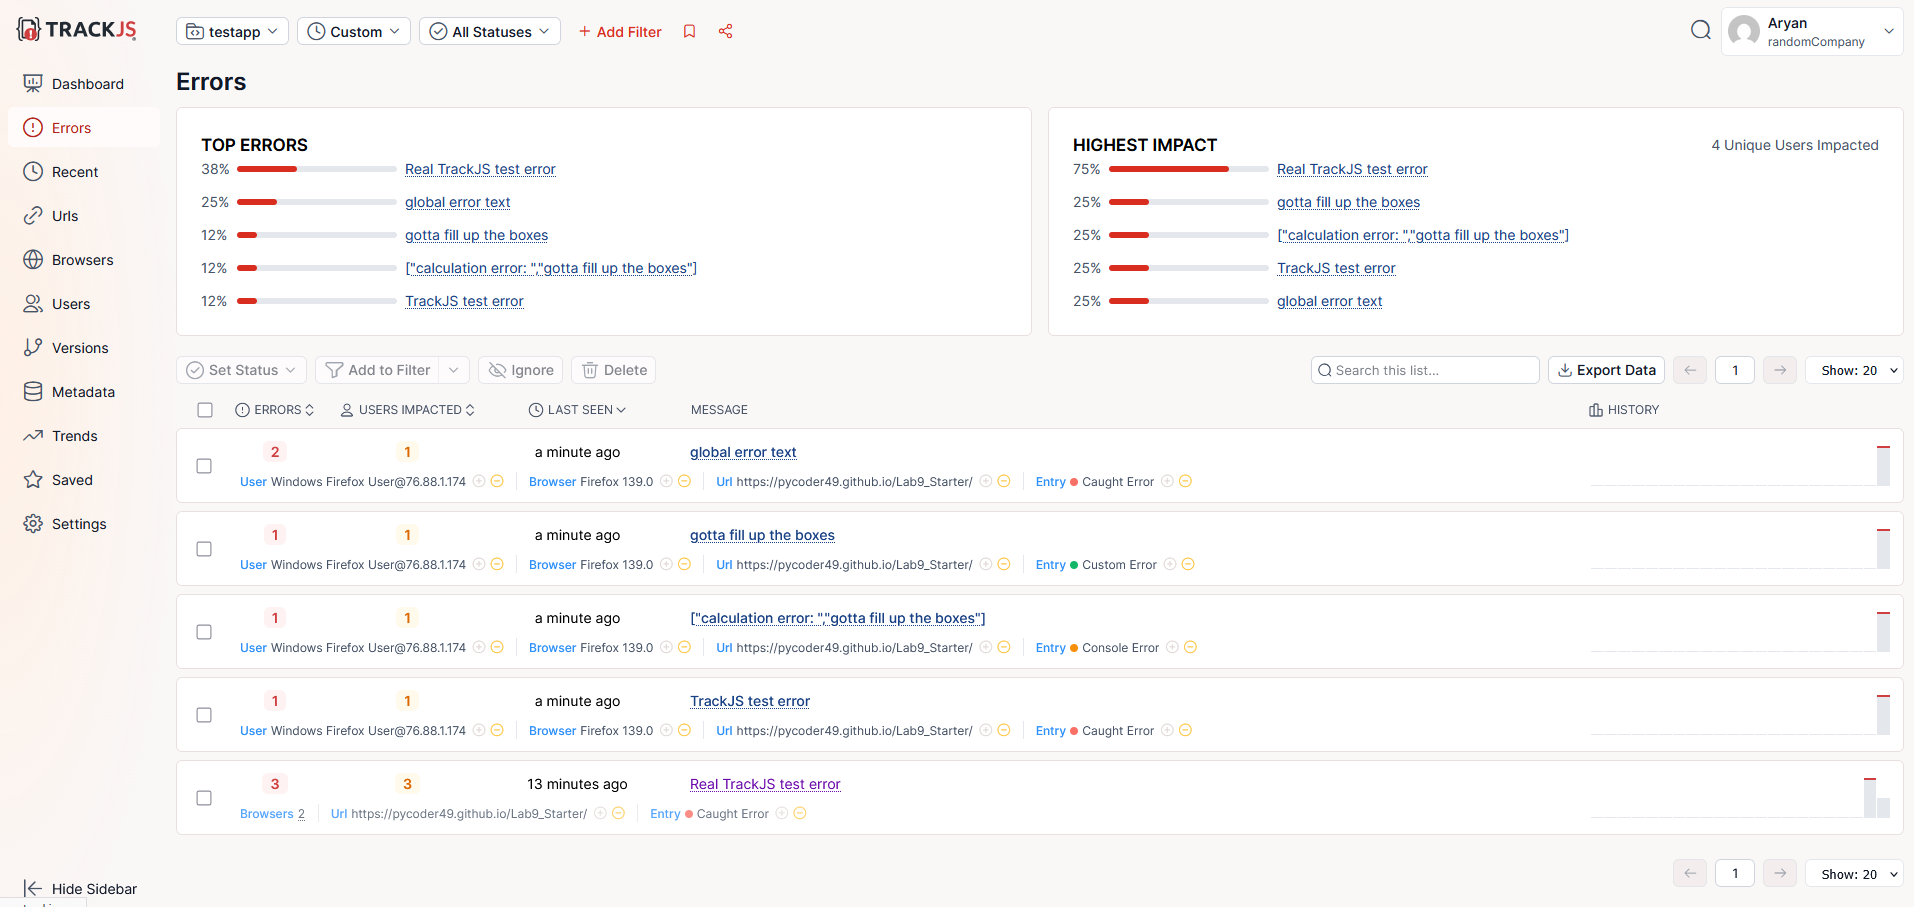 TRACKJS
testapp
Custom
All Statuses
+ Add Filter
Aryan
randomCompany
Dashboard
Errors
Recent
Urls
Browsers
Users
Versions
Metadata
Trends
Saved
Settings
Hide Sidebar
Errors
TOP ERRORS
38% Real TrackJS test error
25% global error text
12% gotta fill up the boxes
12% ["calculation error: ","gotta fill up the boxes"]
12% TrackJS test error
HIGHEST IMPACT
4 Unique Users Impacted
75% Real TrackJS test error
25% gotta fill up the boxes
25% ["calculation error: ","gotta fill up the boxes"]
25% TrackJS test error
25% global error text
Set Status
Add to Filter
Ignore
Delete
Search this list...
Export Data
1
Show: 20
ERRORS USERS IMPACTED LAST SEEN MESSAGE HISTORY
2 1 a minute ago global error text
User Windows Firefox User@76.88.1.174 Browser Firefox 139.0 Url https://pycoder49.github.io/Lab9_Starter/ Entry Caught Error
1 1 a minute ago gotta fill up the boxes
User Windows Firefox User@76.88.1.174 Browser Firefox 139.0 Url https://pycoder49.github.io/Lab9_Starter/ Entry Custom Error
1 1 a minute ago ["calculation error: ","gotta fill up the boxes"]
User Windows Firefox User@76.88.1.174 Browser Firefox 139.0 Url https://pycoder49.github.io/Lab9_Starter/ Entry Console Error
1 1 a minute ago TrackJS test error
User Windows Firefox User@76.88.1.174 Browser Firefox 139.0 Url https://pycoder49.github.io/Lab9_Starter/ Entry Caught Error
3 3 13 minutes ago Real TrackJS test error
Browsers 2 Url https://pycoder49.github.io/Lab9_Starter/ Entry Caught Error
1
Show: 20